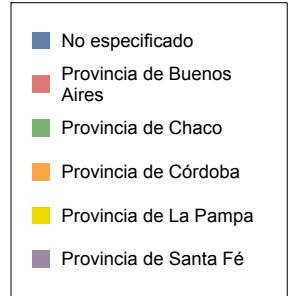 No especificado
Provincia de Buenos
Aires
Provincia de Chaco
Provincia de Córdoba
Provincia de La Pampa
Provincia de Santa Fé